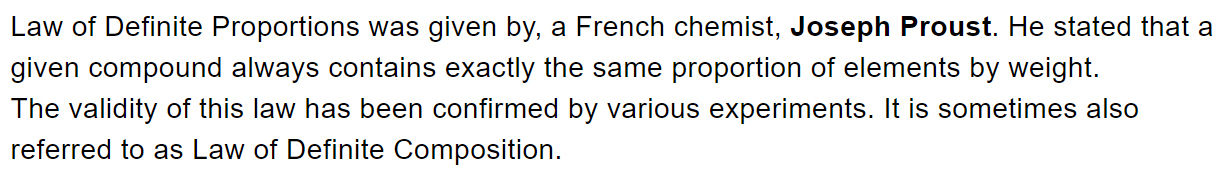 Law of Definite Proportions was given by, a French chemist, Joseph Proust. He stated that a
given compound always contains exactly the same proportion of elements by weight.
The validity of this law has been confirmed by various experiments. It is sometimes also
referred to as Law of Definite Composition.